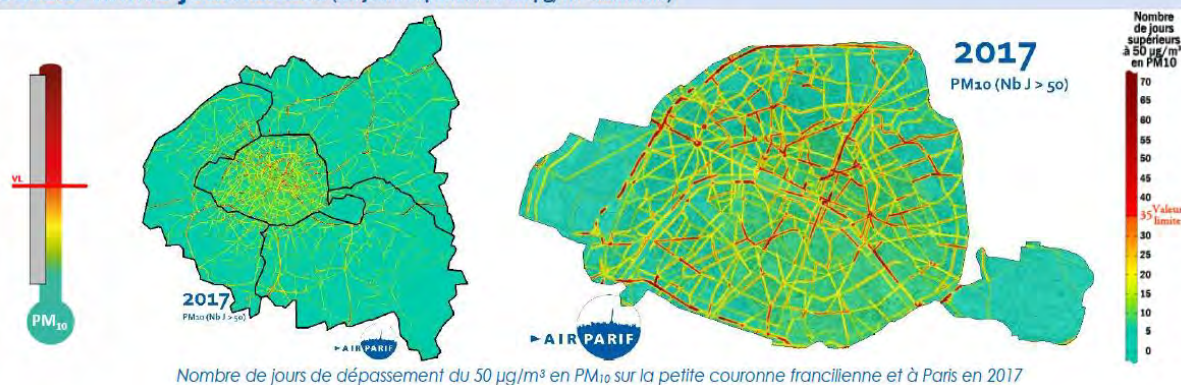 2017
PM10 (Nb J > 50)
Nombre
de jours
supérieurs
à 50 µg/m³
en PM10
70
65
60
55
50
45
40
35 Valeur
limite
30
25
20
15
10
5
0
VL
PM₁₀
2017
PM10 (Nb J > 50)
AIRPARIF
AIRPARIF
Nombre de jours de dépassement du 50 µg/m³ en PM₁₀ sur la petite couronne francilienne et à Paris en 2017